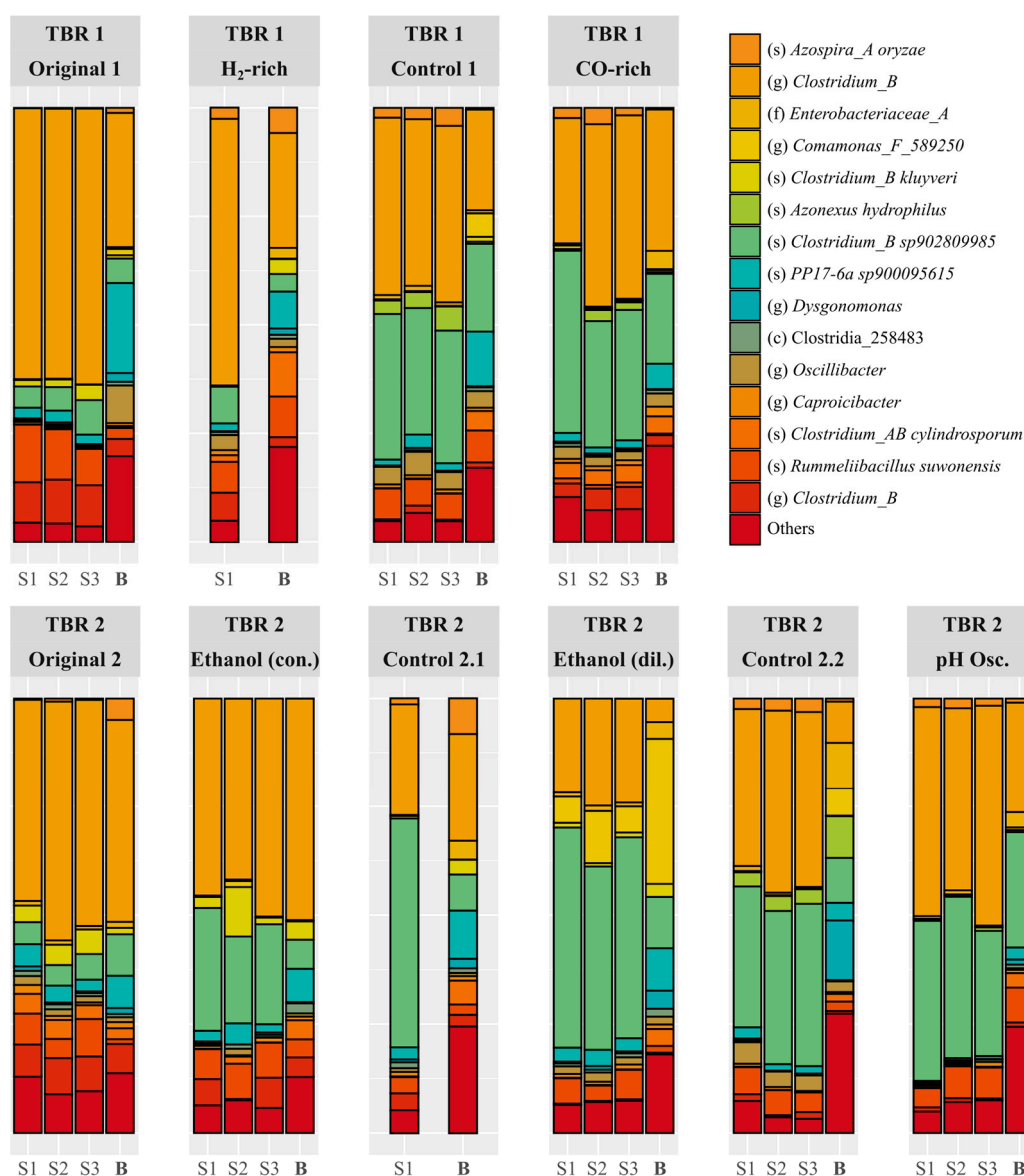 TBR 1
Original 1
TBR 1
H₂-rich
TBR 1
Control 1
TBR 1
CO-rich
(s) Azospira_A oryzae
(g) Clostridium_B
(f) Enterobacteriaceae_A
(g) Comamonas_F_589250
(s) Clostridium_B kluyveri
(s) Azonexus hydrophilus
(s) Clostridium_B sp902809985
(s) PP17-6a sp900095615
(g) Dysgonomonas
(c) Clostridia_258483
(g) Oscillibacter
(g) Caproicibacter
(s) Clostridium_AB cylindrosporum
(s) Rummeliibacillus suwonensis
(g) Clostridium_B
Others
S1 S2 S3 B
S1 B
S1 S2 S3 B
S1 S2 S3 B
TBR 2
Original 2
TBR 2
Ethanol (con.)
TBR 2
Control 2.1
TBR 2
Ethanol (dil.)
TBR 2
Control 2.2
TBR 2
pH Osc.
S1 S2 S3 B
S1 S2 S3 B
S1 B
S1 S2 S3 B
S1 S2 S3 B
S1 S2 S3 B